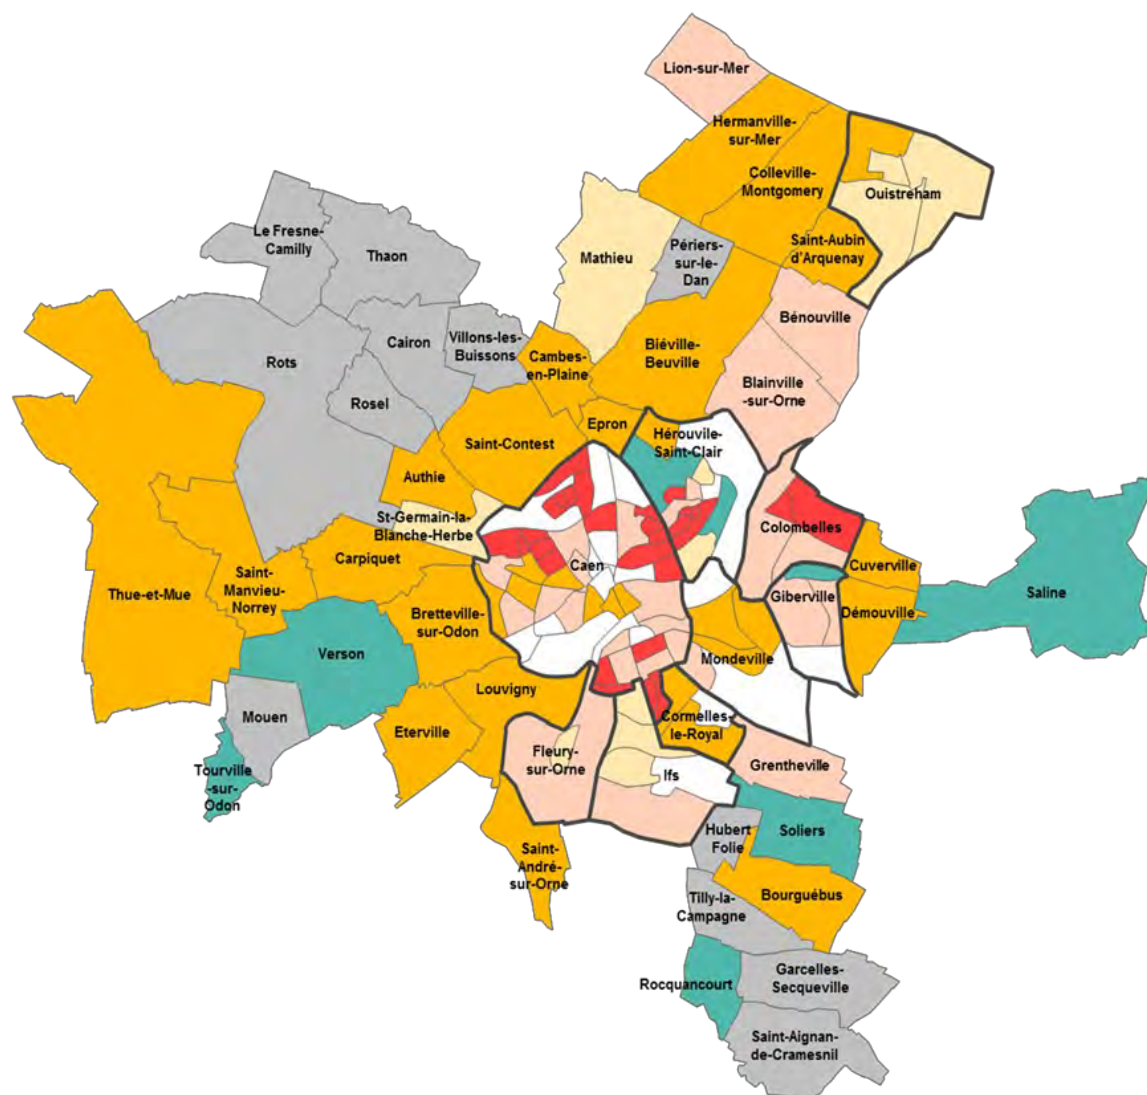 Lion-sur-Mer
Hermanville-
sur-Mer
Colleville-
Montgomery
Ouistreham
Le Fresne-
Camilly
Thaon
Mathieu
Périers-
sur-le-
Dan
Saint-Aubin
d'Arquenay
Bénouville
Rots
Cairon
Villons-les-
Buissons
Cambes-
en-Plaine
Biéville-
Beuville
Blainville
-sur-Orne
Rosel
Epron
Saint-Contest
Hérouvile-
Saint-Clair
Authie
St-Germain-la-
Blanche-Herbe
Colombelles
Carpiquet
Caen
Cuverville
Thue-et-Mue
Saint-
Manvieu-
Norrey
Giberville
Démouville
Saline
Bretteville-
sur-Odon
Verson
Mondeville
Louvigny
Mouen
Eterville
Cormelles-
le-Royal
Fleury-
sur-Orne
Ifs
Grentheville
Tourville
-sur-
Odon
Hubert
Folie
Soliers
Saint-
André-
sur-Orne
Bourguébus
Tilly-la-
Campagne
Rocquancourt
Garcelles-
Secqueville
Saint-Aignan-
de-Cramesnil